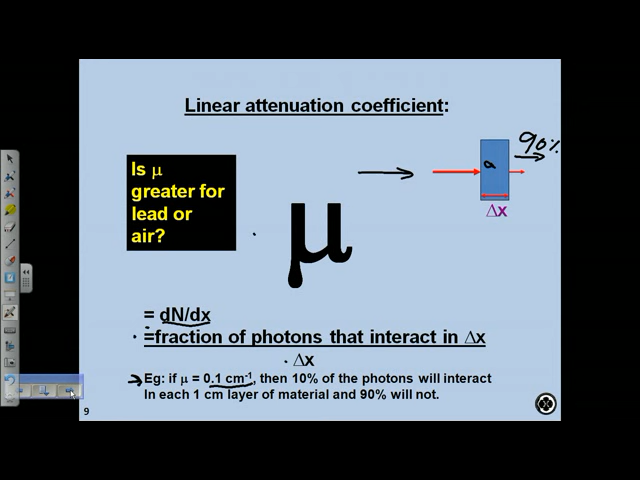 Linear attenuation coefficient:
Is μ
greater for
lead or
air?
μ
90%
Δx
= dN/dx
=fraction of photons that interact in Δx
Δx
Eg: if μ = 0.1 cm-1, then 10% of the photons will interact
In each 1 cm layer of material and 90% will not.
9